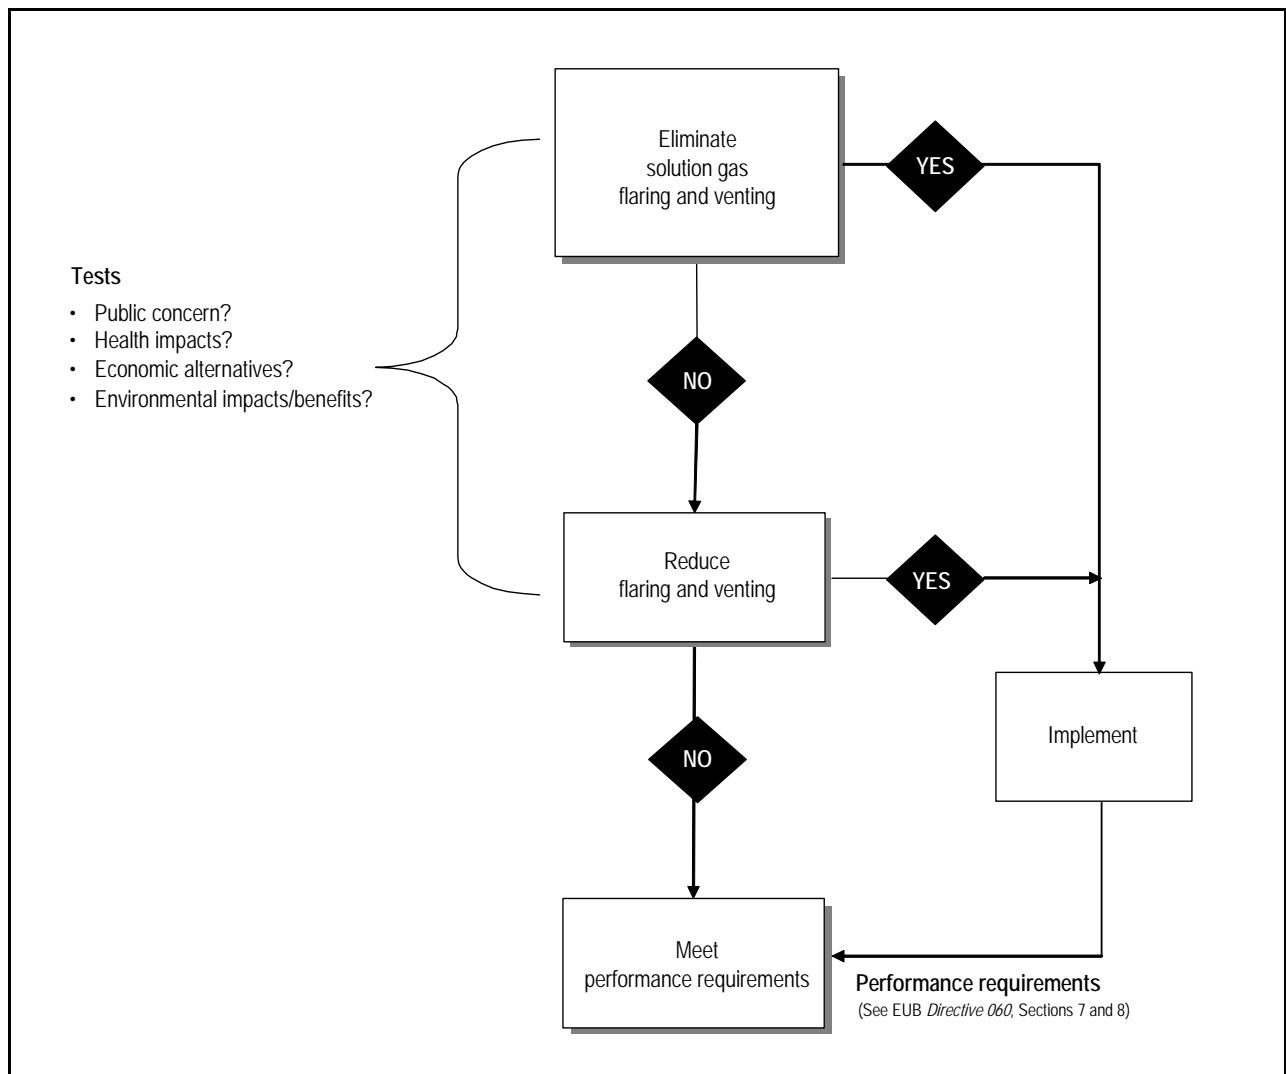 Eliminate
solution gas
flaring and venting
YES
Tests
• Public concern?
• Health impacts?
• Economic alternatives?
• Environmental impacts/benefits?
NO
Reduce
flaring and venting
YES
Implement
NO
Meet
performance requirements
Performance requirements
(See EUB Directive 060, Sections 7 and 8)